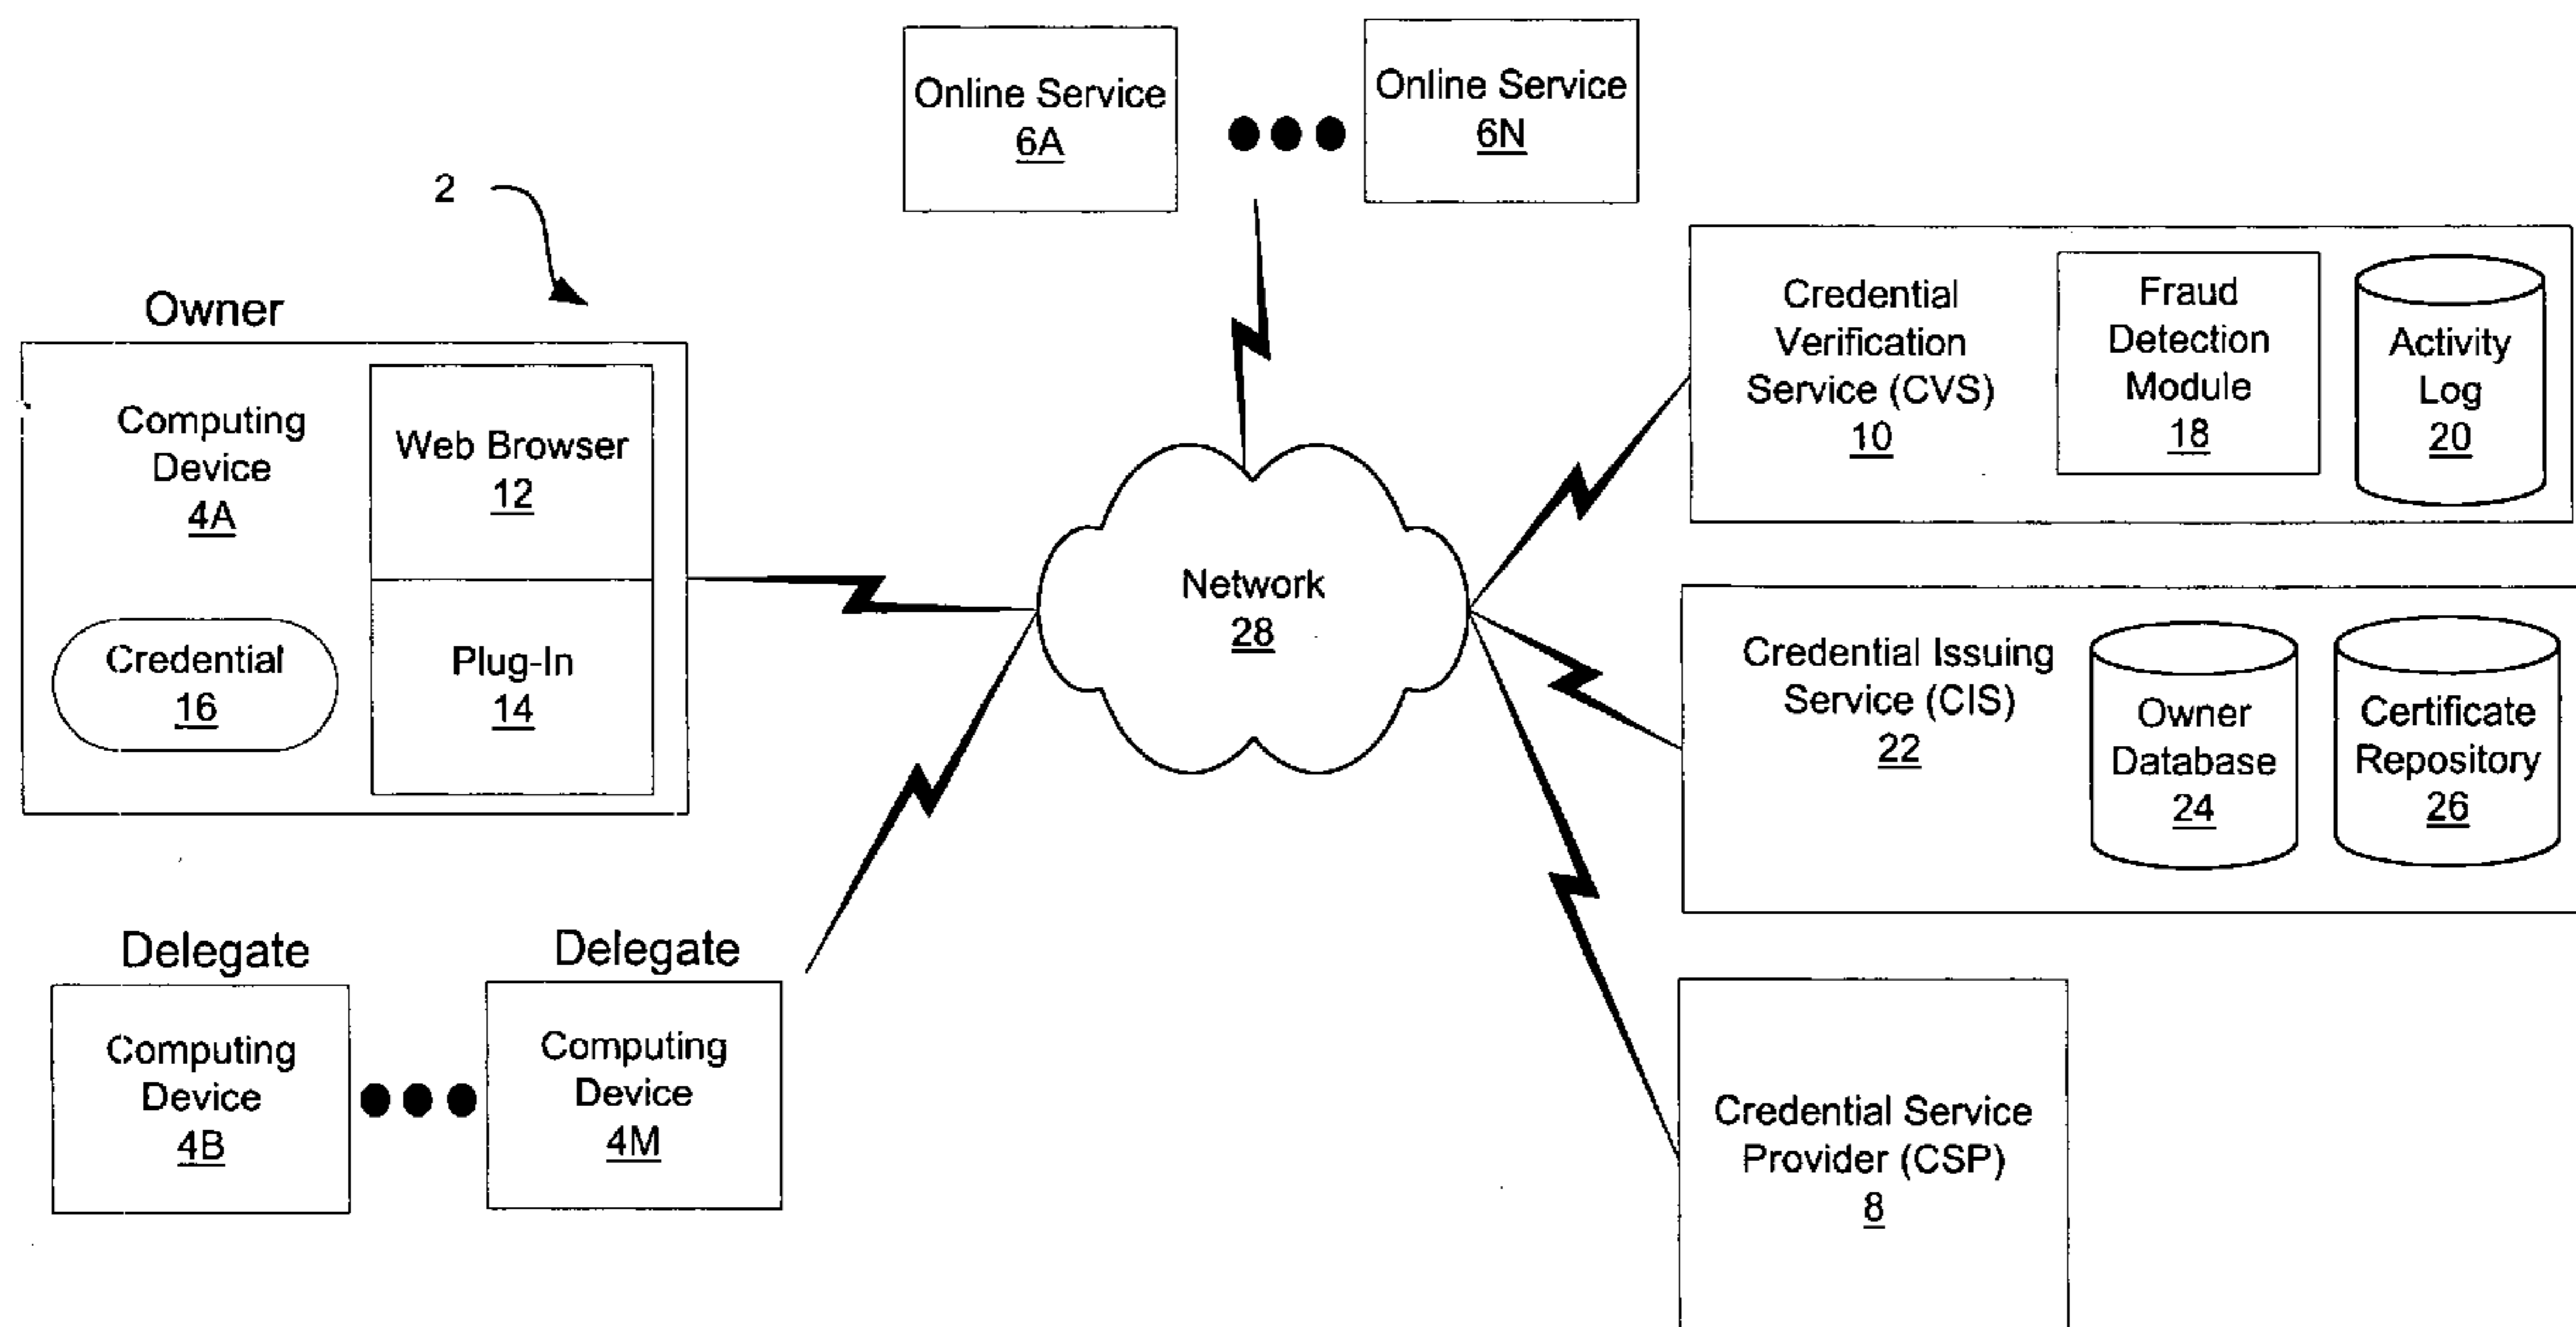 Online Service
6A
Online Service
6N
2
Owner
Computing
Device
4A
Web Browser
12
Credential
16
Plug-In
14
Network
28
Credential
Verification
Service (CVS)
10
Fraud
Detection
Module
18
Activity
Log
20
Credential Issuing
Service (CIS)
22
Owner
Database
24
Certificate
Repository
26
Delegate
Computing
Device
4B
Delegate
Computing
Device
4M
Credential Service
Provider (CSP)
8